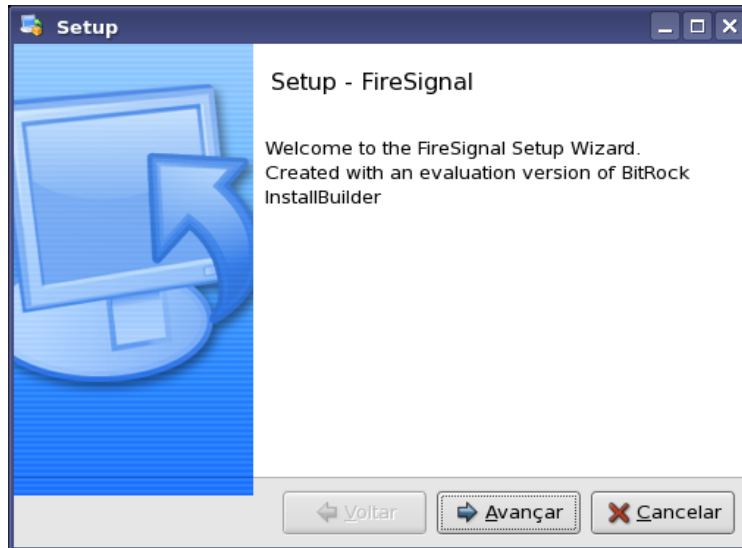 Setup
Setup - FireSignal
Welcome to the FireSignal Setup Wizard.
Created with an evaluation version of BitRock
InstallBuilder
Voltar
Avançar
Cancelar